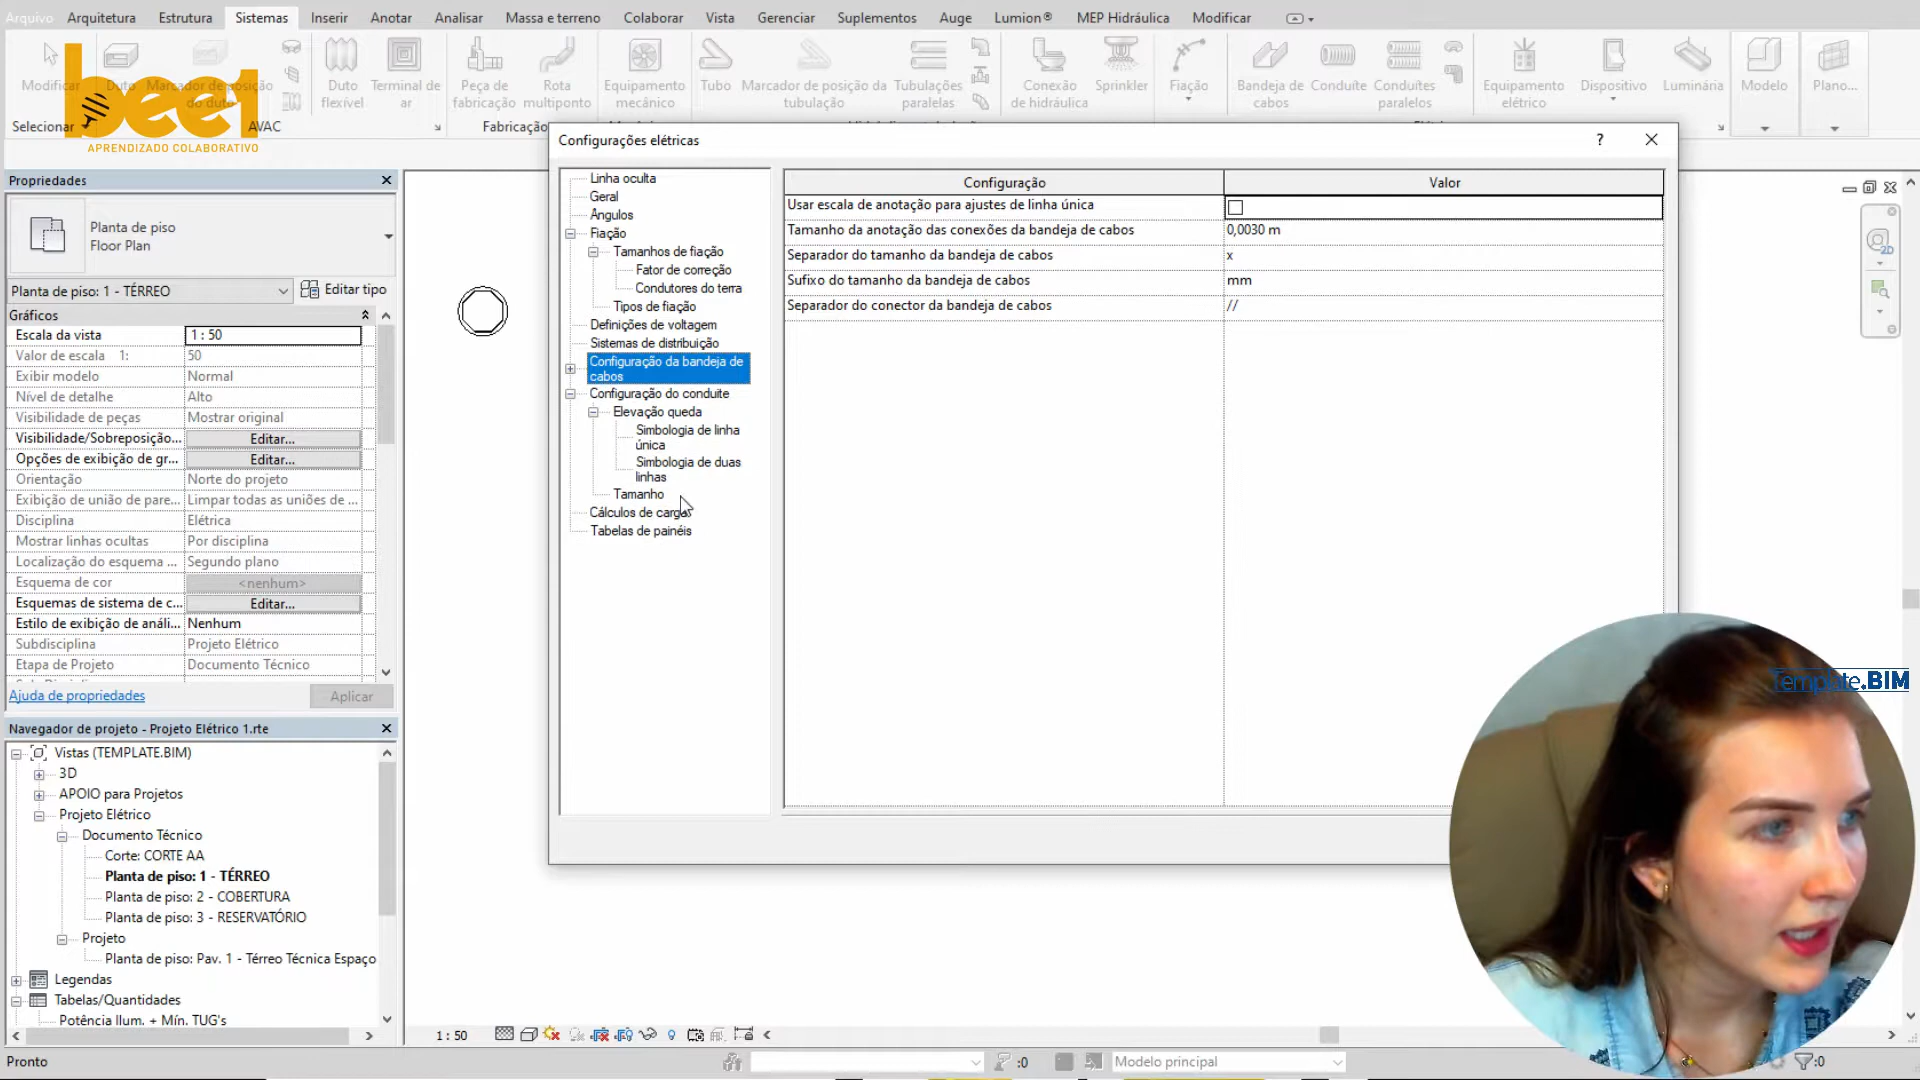 Arquivo Arquitetura Estrutura Sistemas Inserir Anotar Analisar Massa e terreno Colaborar Vista Gerenciar Suplementos Auge Lumion® MEP Hidráulica Modificar
Modificar Duto Marcador de posição do duto Duto flexível Terminal de ar Peça de fabricação Rota multiponto Equipamento mecânico Tubo Marcador de posição da tubulação Tubulações paralelas Conexão de hidráulica Sprinkler Fiação Bandeja de cabos Conduite Conduites paralelos Equipamento elétrico Dispositivo Luminária Modelo Plano...
Selecionar AVAC Fabricação
bee1
APRENDIZADO COLABORATIVO
Propriedades
Planta de piso
Floor Plan
Planta de piso: 1 - TÉRREO Editar tipo
Gráficos
Escala da vista 1 : 50
Valor de escala 1: 50
Exibir modelo Normal
Nível de detalhe Alto
Visibilidade de peças Mostrar original
Visibilidade/Sobreposição... Editar...
Opções de exibição de gr... Editar...
Orientação Norte do projeto
Exibição de união de pare... Limpar todas as uniões de ...
Disciplina Elétrica
Mostrar linhas ocultas Por disciplina
Localização do esquema ... Segundo plano
Esquema de cor <nenhum>
Esquemas de sistema de c... Editar...
Estilo de exibição de análi... Nenhum
Subdisciplina Projeto Elétrico
Etapa de Projeto Documento Técnico
Ajuda de propriedades Aplicar
Navegador de projeto - Projeto Elétrico 1.rte
Vistas (TEMPLATE.BIM)
3D
APOIO para Projetos
Projeto Elétrico
Documento Técnico
Corte: CORTE AA
Planta de piso: 1 - TÉRREO
Planta de piso: 2 - COBERTURA
Planta de piso: 3 - RESERVATÓRIO
Projeto
Planta de piso: Pav. 1 - Térreo Técnica Espaço
Legendas
Tabelas/Quantidades
Potência Ilum. + Mín. TUG's
Configurações elétricas ?
Linha oculta
Geral
Ângulos
Fiação
Tamanhos de fiação
Fator de correção
Condutores do terra
Tipos de fiação
Definições de voltagem
Sistemas de distribuição
Configuração da bandeja de
cabos
Configuração do conduite
Elevação queda
Simbologia de linha
única
Simbologia de duas
linhas
Tamanho
Cálculos de carga
Tabelas de painéis
Configuração Valor
Usar escala de anotação para ajustes de linha única
Tamanho da anotação das conexões da bandeja de cabos 0,0030 m
Separador do tamanho da bandeja de cabos x
Sufixo do tamanho da bandeja de cabos mm
Separador do conector da bandeja de cabos //
2D
Template.BIM
1 : 50
Pronto :0 Modelo principal :0